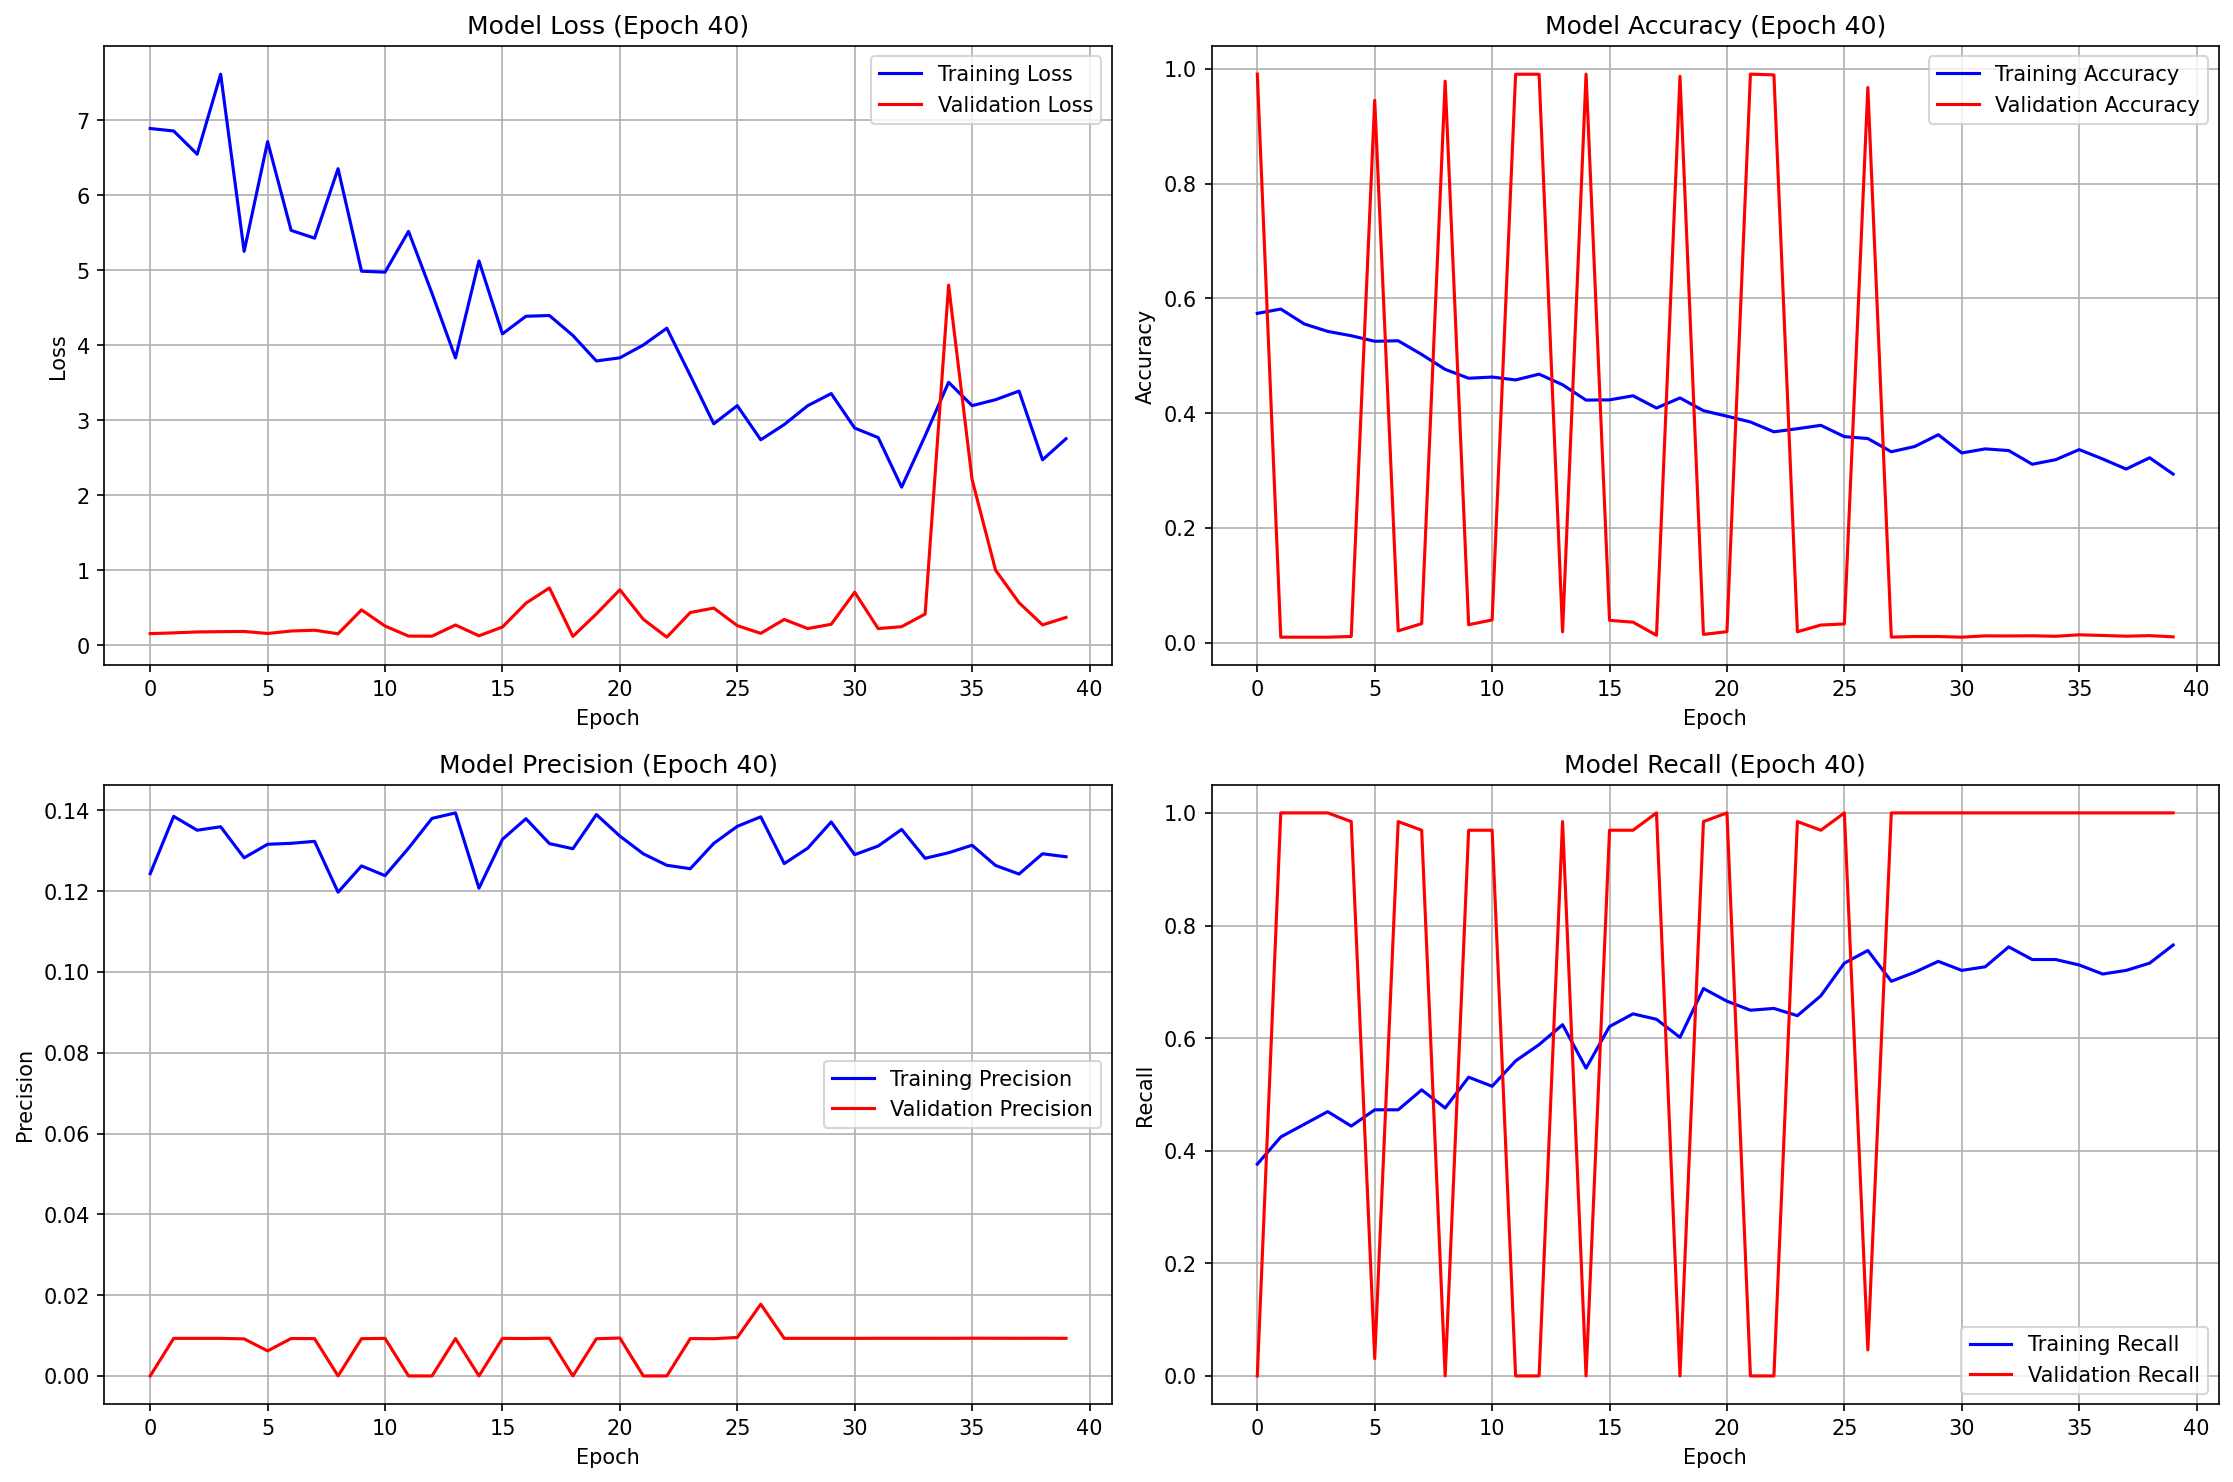 Model Loss (Epoch 40)
Training Loss
Validation Loss
7
6
5
4
3
2
1
0
Loss
0 5 10 15 20 25 30 35 40
Epoch
Model Accuracy (Epoch 40)
Training Accuracy
Validation Accuracy
1.0
0.8
0.6
0.4
0.2
0.0
Accuracy
0 5 10 15 20 25 30 35 40
Epoch
Model Precision (Epoch 40)
0.14
0.12
0.10
0.08
0.06
0.04
0.02
0.00
Precision
Training Precision
Validation Precision
0 5 10 15 20 25 30 35 40
Epoch
Model Recall (Epoch 40)
1.0
0.8
0.6
0.4
0.2
0.0
Recall
Training Recall
Validation Recall
0 5 10 15 20 25 30 35 40
Epoch